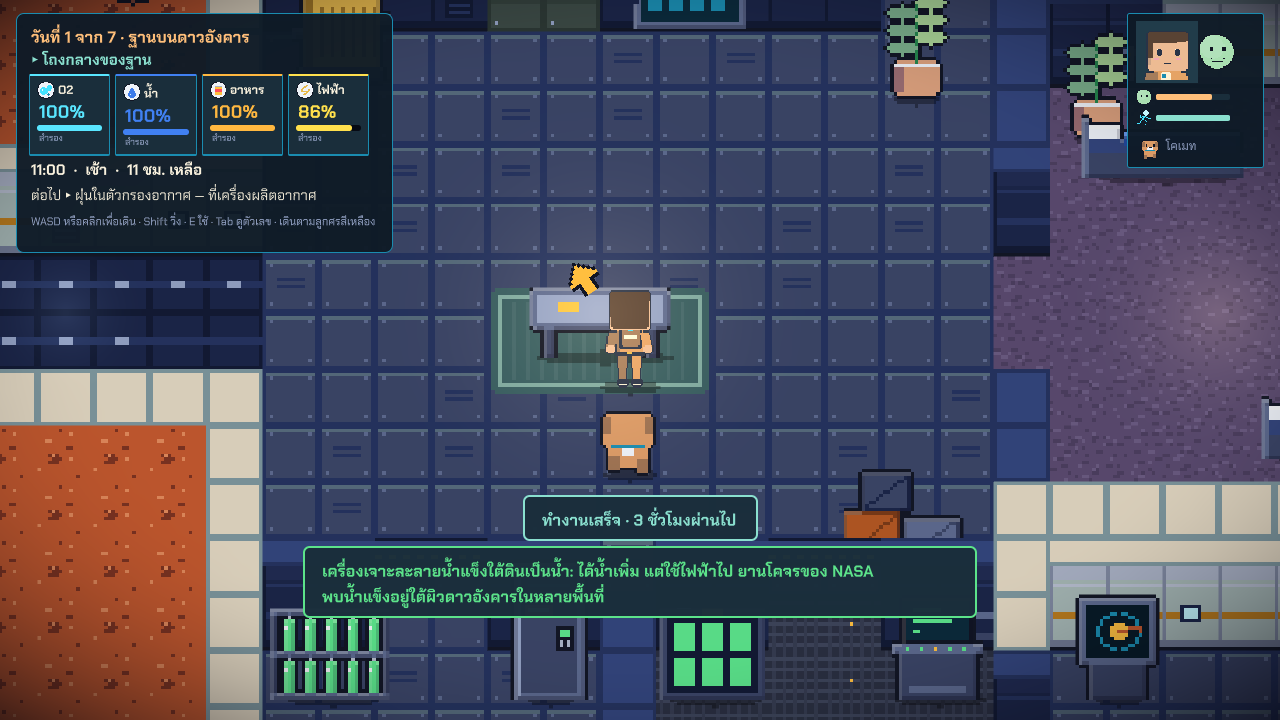 วันที่ 1 จาก 7 · ฐานบนดาวอังคาร
▸ โถงกลางของฐาน
O2
100%
สำรอง
น้ำ
100%
สำรอง
อาหาร
100%
สำรอง
ไฟฟ้า
86%
สำรอง
11:00 · เช้า · 11 ชม. เหลือ
ต่อไป ▸ ฝุ่นในตัวกรองอากาศ — ที่เครื่องผลิตอากาศ
WASD หรือคลิกเพื่อเดิน · Shift วิ่ง · E ใช้ · Tab ดูตัวเลข · เดินตามลูกศรสีเหลือง
โคเมท
ทำงานเสร็จ · 3 ชั่วโมงผ่านไป
เครื่องเจาะละลายน้ำแข็งใต้ดินเป็นน้ำ: ได้น้ำเพิ่ม แต่ใช้ไฟฟ้าไป ยานโคจรของ NASA
พบน้ำแข็งอยู่ใต้ผิวดาวอังคารในหลายพื้นที่